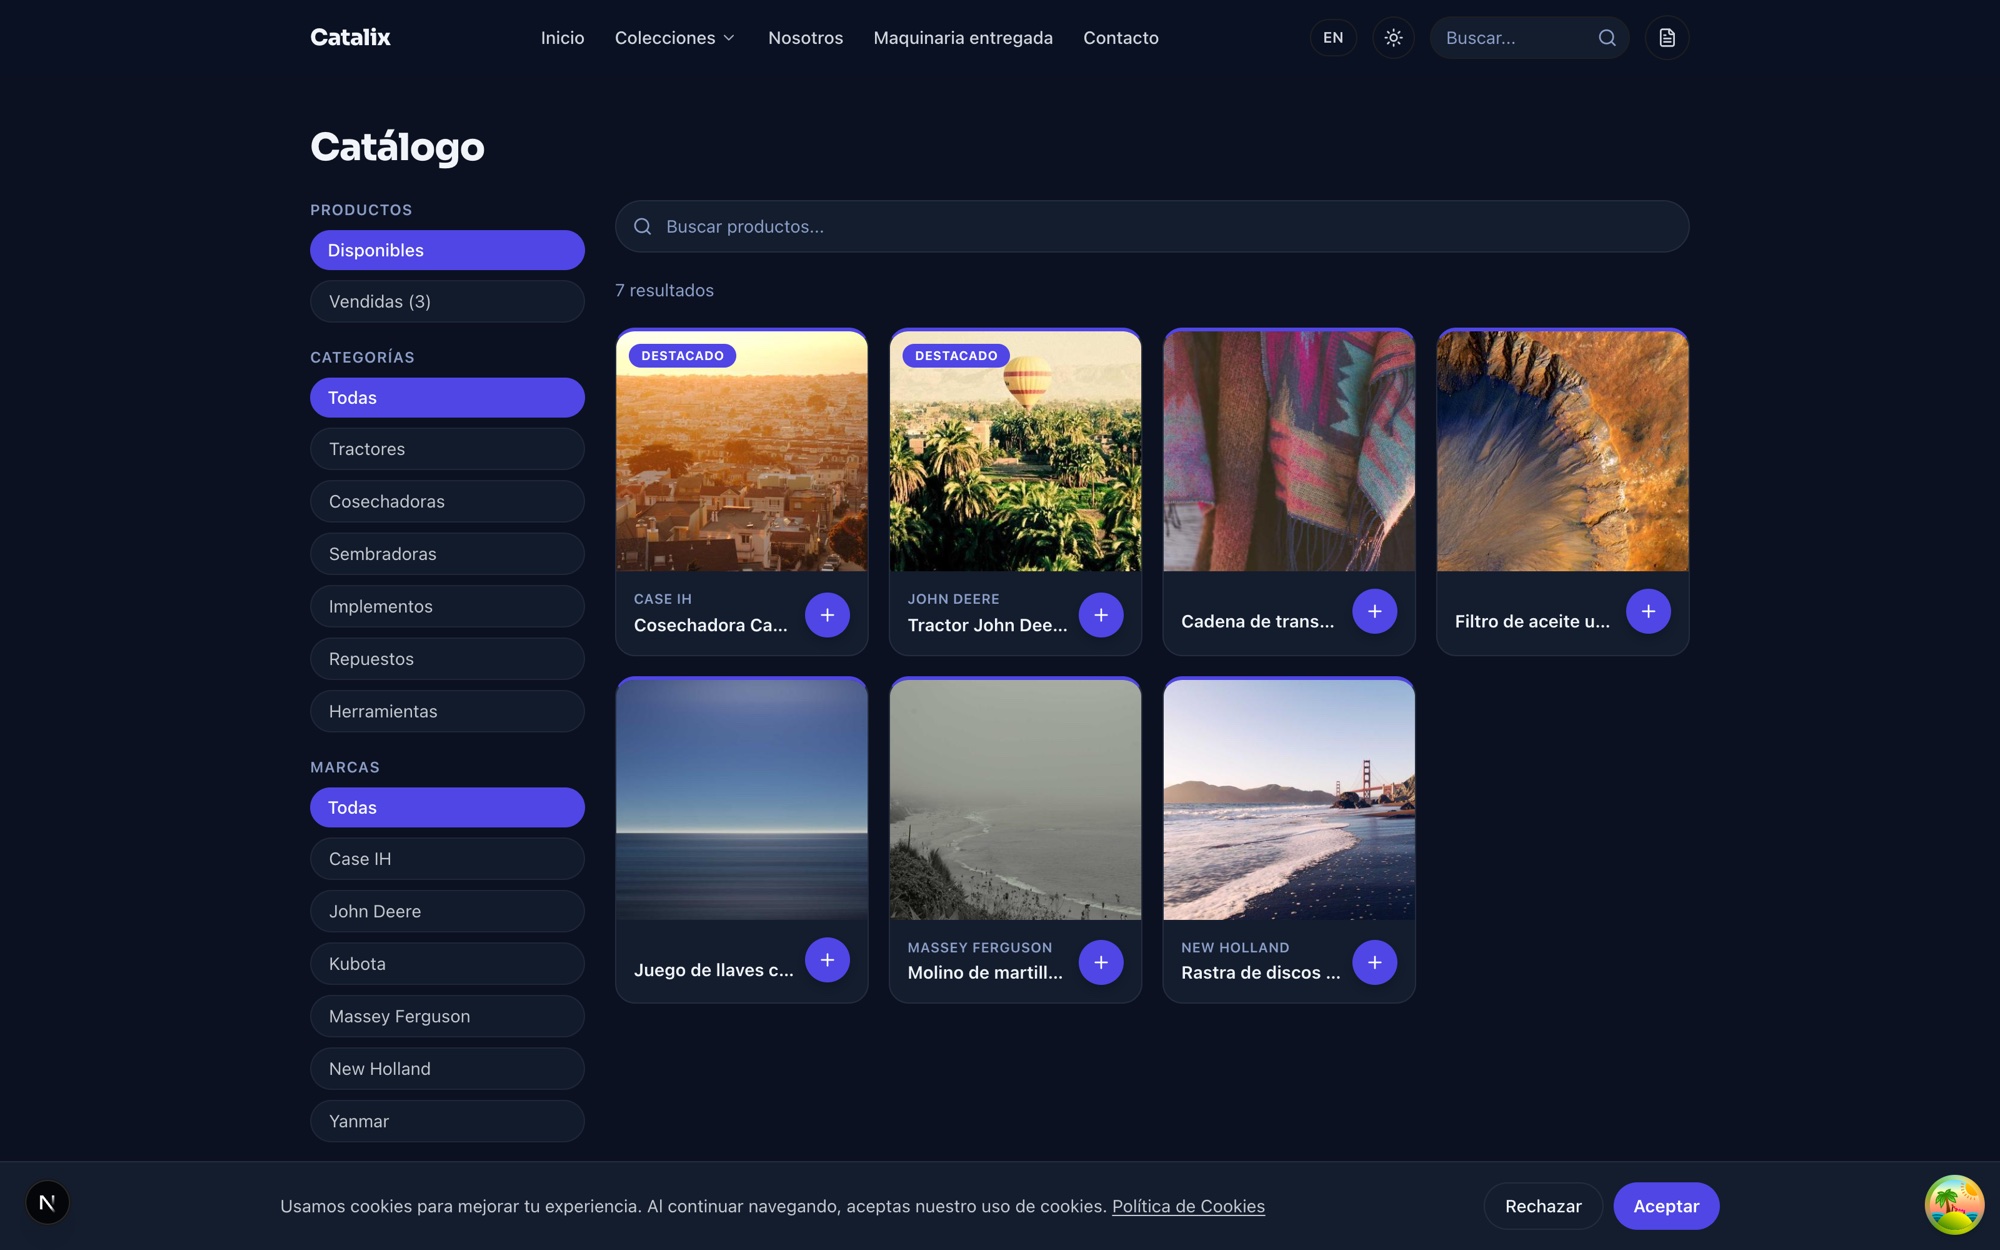 Catalix
Inicio
Colecciones
Nosotros
Maquinaria entregada
Contacto
EN
Buscar...
Catálogo
PRODUCTOS
Disponibles
Vendidas (3)
CATEGORÍAS
Todas
Tractores
Cosechadoras
Sembradoras
Implementos
Repuestos
Herramientas
MARCAS
Todas
Case IH
John Deere
Kubota
Massey Ferguson
New Holland
Yanmar
Buscar productos...
7 resultados
DESTACADO
CASE IH
Cosechadora Ca...
DESTACADO
JOHN DEERE
Tractor John Dee...
Cadena de trans...
Filtro de aceite u...
Juego de llaves c...
MASSEY FERGUSON
Molino de martill...
NEW HOLLAND
Rastra de discos ...
N
Usamos cookies para mejorar tu experiencia. Al continuar navegando, aceptas nuestro uso de cookies. Política de Cookies
Rechazar
Aceptar